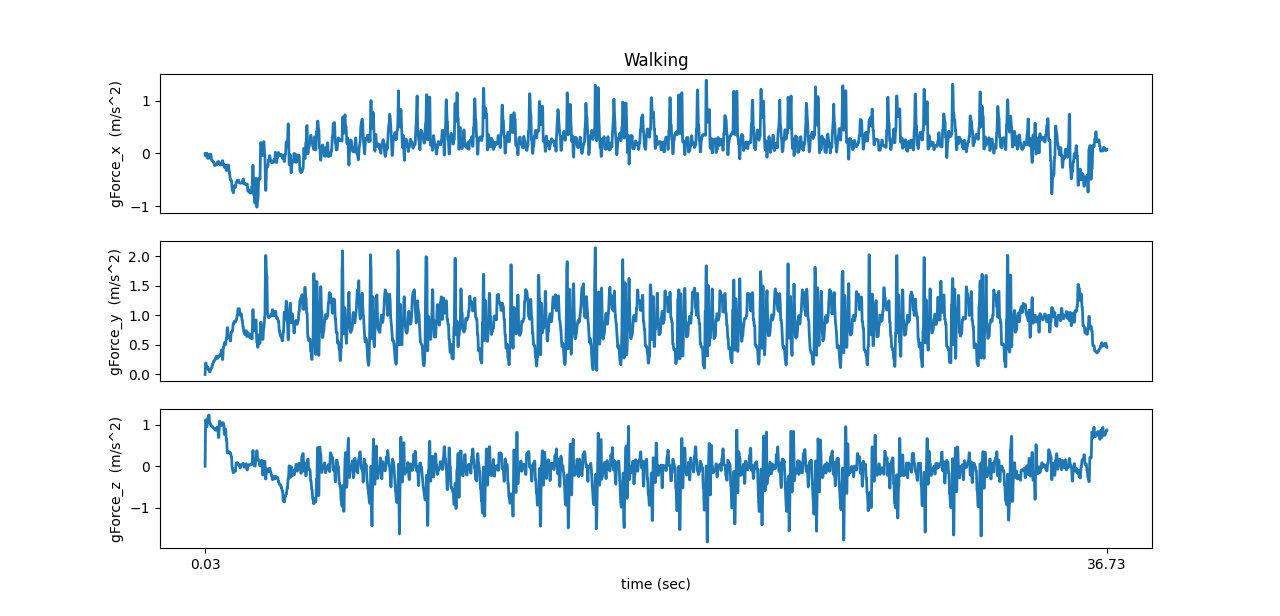 Walking
gForce_x (m/s^2)
1
0
−1
gForce_y (m/s^2)
2.0
1.5
1.0
0.5
0.0
gForce_z (m/s^2)
1
0
−1
0.03
36.73
time (sec)